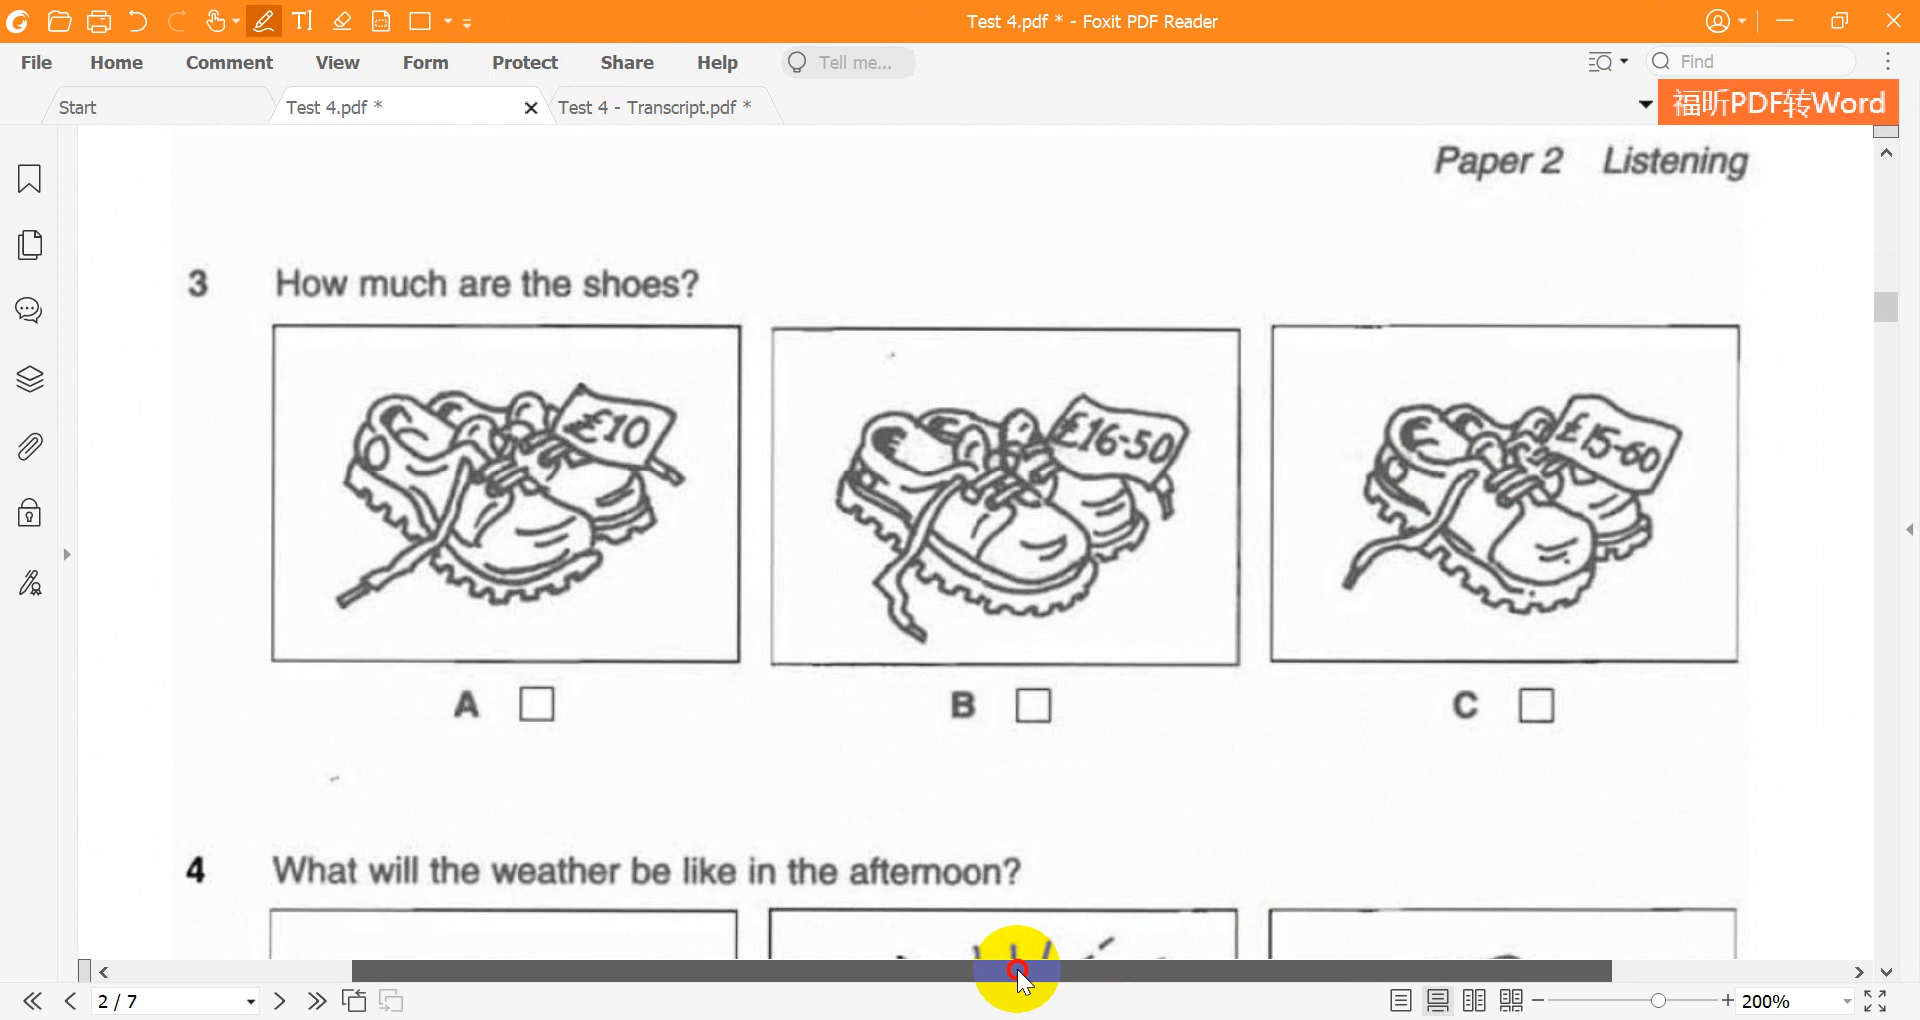 Test 4.pdf * - Foxit PDF Reader
File Home Comment View Form Protect Share Help Tell me... Find
Start Test 4.pdf * Test 4 - Transcript.pdf * 福昕PDF转Word
Paper 2 Listening
3 How much are the shoes?
£10 £16-50 £15-60
A B C
4 What will the weather be like in the afternoon?
2 / 7 200%